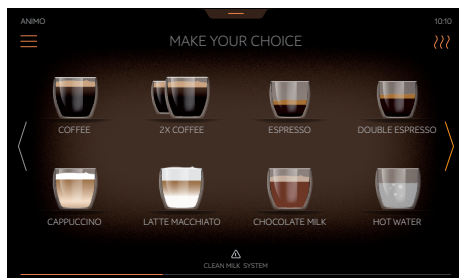 ANIMO 10:10
MAKE YOUR CHOICE
COFFEE 2X COFFEE ESPRESSO DOUBLE ESPRESSO
CAPPUCCINO LATTE MACCHIATO CHOCOLATE MILK HOT WATER
CLEAN MILK SYSTEM